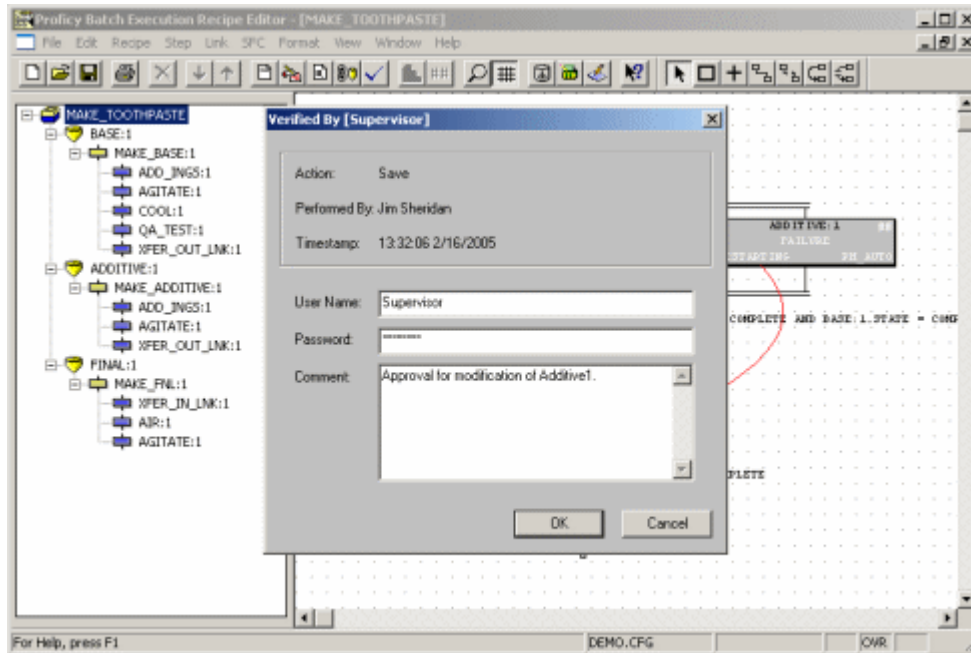 Proficy Batch Execution Recipe Editor - [MAKE_TOOTHPASTE]
File Edit Recipe Step Link SFC Format View Window Help
MAKE_TOOTHPASTE
BASE:1
MAKE_BASE:1
ADD_INGS:1
AGITATE:1
COOL:1
QA_TEST:1
XFER_OUT_LNK:1
ADDITIVE:1
MAKE_ADDITIVE:1
ADD_INGS:1
AGITATE:1
XFER_OUT_LNK:1
FINAL:1
MAKE_FNL:1
XFER_IN_LNK:1
AIR:1
AGITATE:1
Verified By [Supervisor]
Action: Save
Performed By: Jim Sheridan
Timestamp: 13:32:06 2/16/2005
User Name: Supervisor
Password: ********
Comment: Approval for modification of Additive1.
OK Cancel
ADDITIVE:1
FAILURE
STARTING PH_AUTO
COMPLETE AND BASE:1.STATE = COMP
PLETE
For Help, press F1 DEMO.CFG OVR